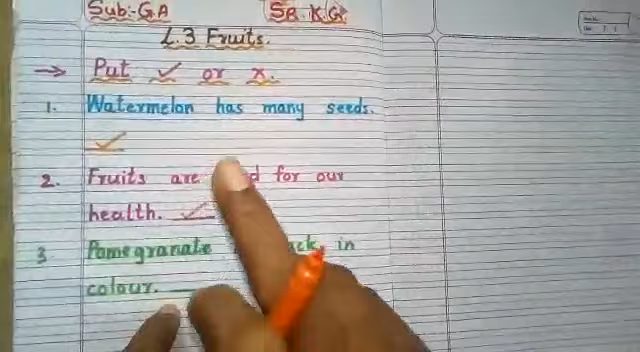 Sub:- G.A SR. K.G.
L.3 Fruits.
→ Put ✓ or x.
1. Watermelon has many seeds.
✓
2. Fruits are for our
health. ✓
3. Pomegranate in
colour.